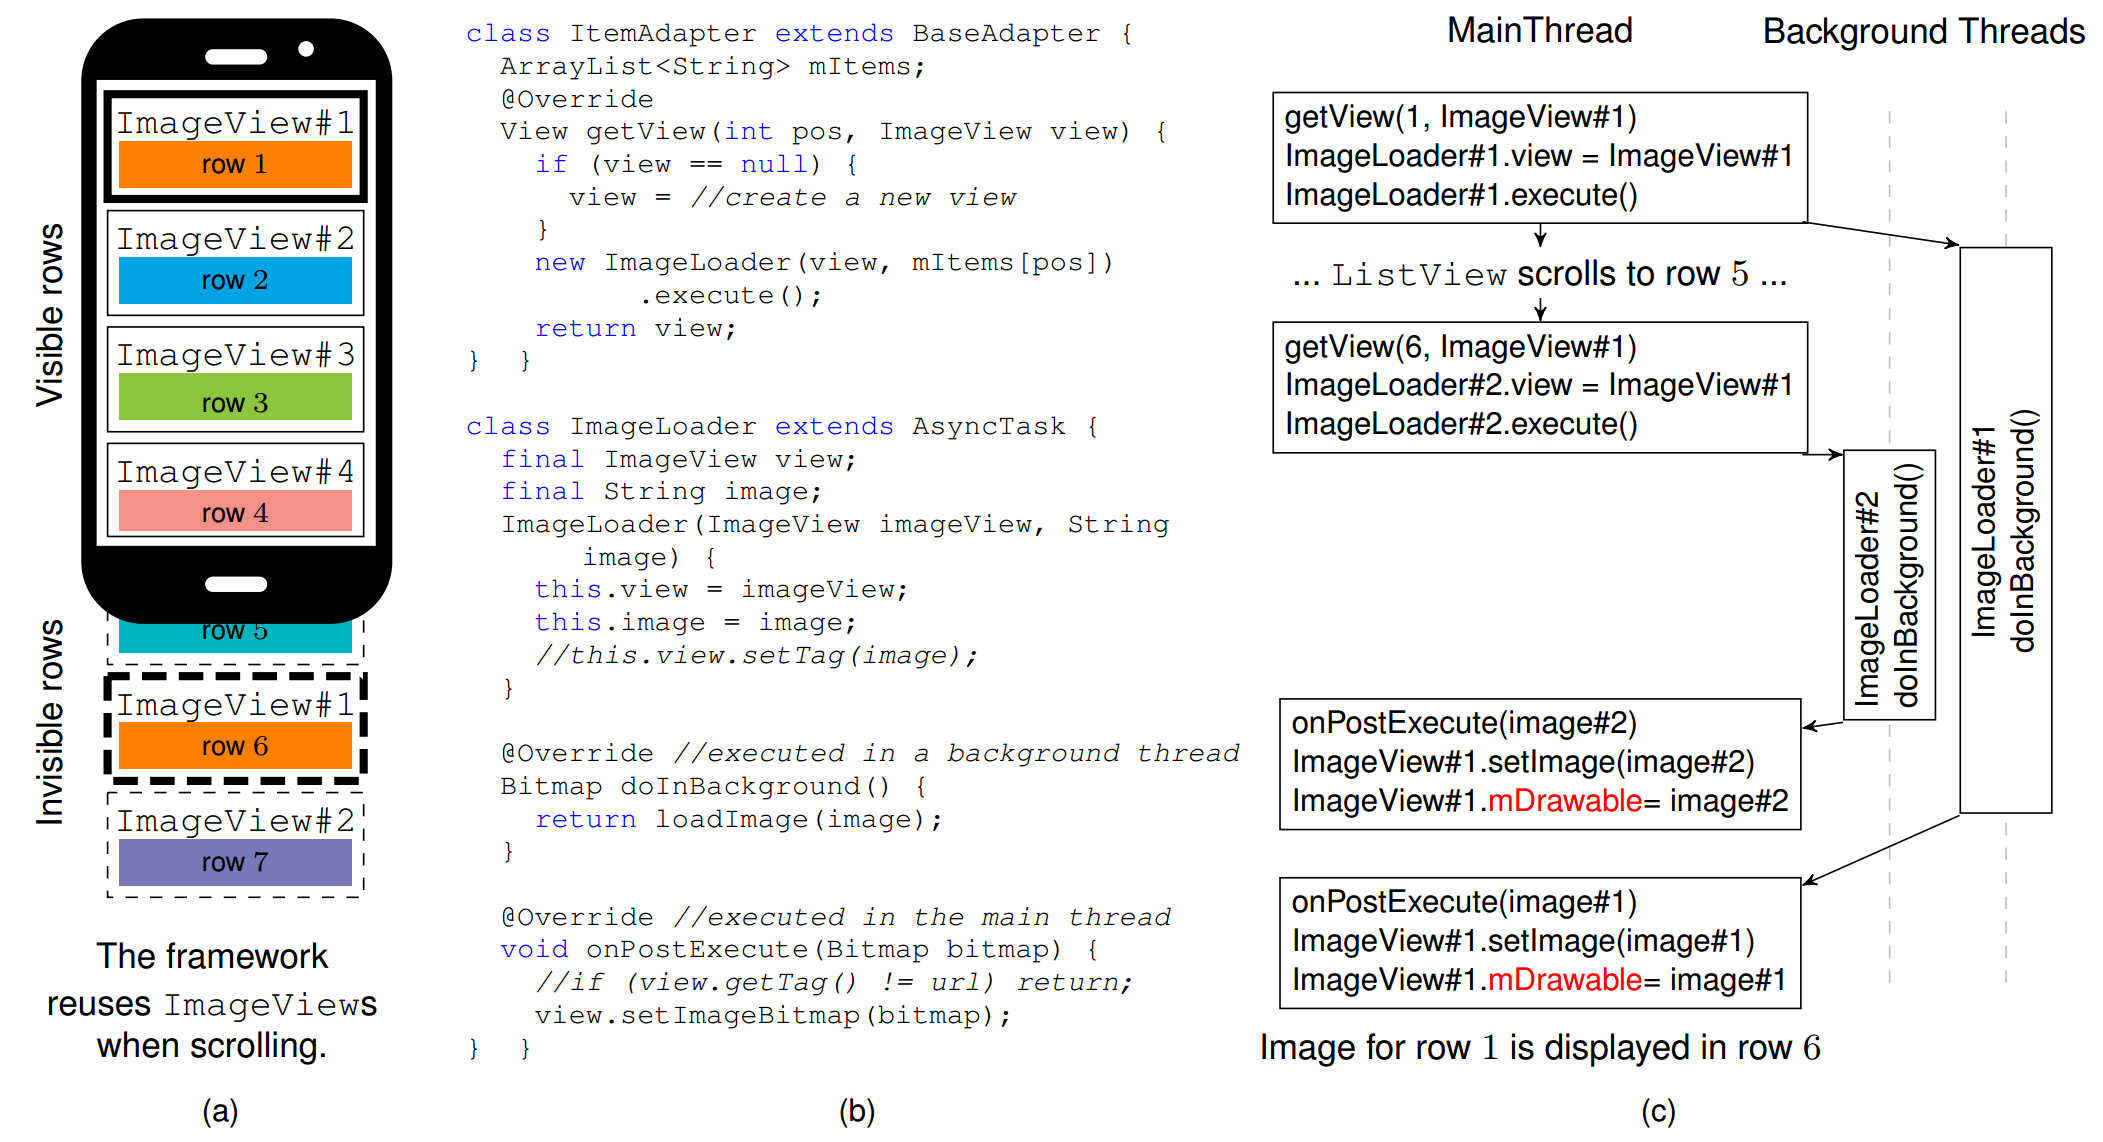 Visible rows
Invisible rows
ImageView#1
row 1
ImageView#2
row 2
ImageView#3
row 3
ImageView#4
row 4
row 5
ImageView#1
row 6
ImageView#2
row 7
The framework
reuses ImageViews
when scrolling.
(a)
class ItemAdapter extends BaseAdapter {
ArrayList<String> mItems;
@Override
View getView(int pos, ImageView view) {
if (view == null) {
view = //create a new view
}
new ImageLoader(view, mItems[pos])
.execute();
return view;
} }
class ImageLoader extends AsyncTask {
final ImageView view;
final String image;
ImageLoader(ImageView imageView, String
image) {
this.view = imageView;
this.image = image;
//this.view.setTag(image);
}
@Override //executed in a background thread
Bitmap doInBackground() {
return loadImage(image);
}
@Override //executed in the main thread
void onPostExecute(Bitmap bitmap) {
//if (view.getTag() != url) return;
view.setImageBitmap(bitmap);
} }
(b)
MainThread
Background Threads
getView(1, ImageView#1)
ImageLoader#1.view = ImageView#1
ImageLoader#1.execute()
... ListView scrolls to row 5 ...
getView(6, ImageView#1)
ImageLoader#2.view = ImageView#1
ImageLoader#2.execute()
ImageLoader#2
doInBackground()
ImageLoader#1
doInBackground()
onPostExecute(image#2)
ImageView#1.setImage(image#2)
ImageView#1.mDrawable= image#2
onPostExecute(image#1)
ImageView#1.setImage(image#1)
ImageView#1.mDrawable= image#1
Image for row 1 is displayed in row 6
(c)